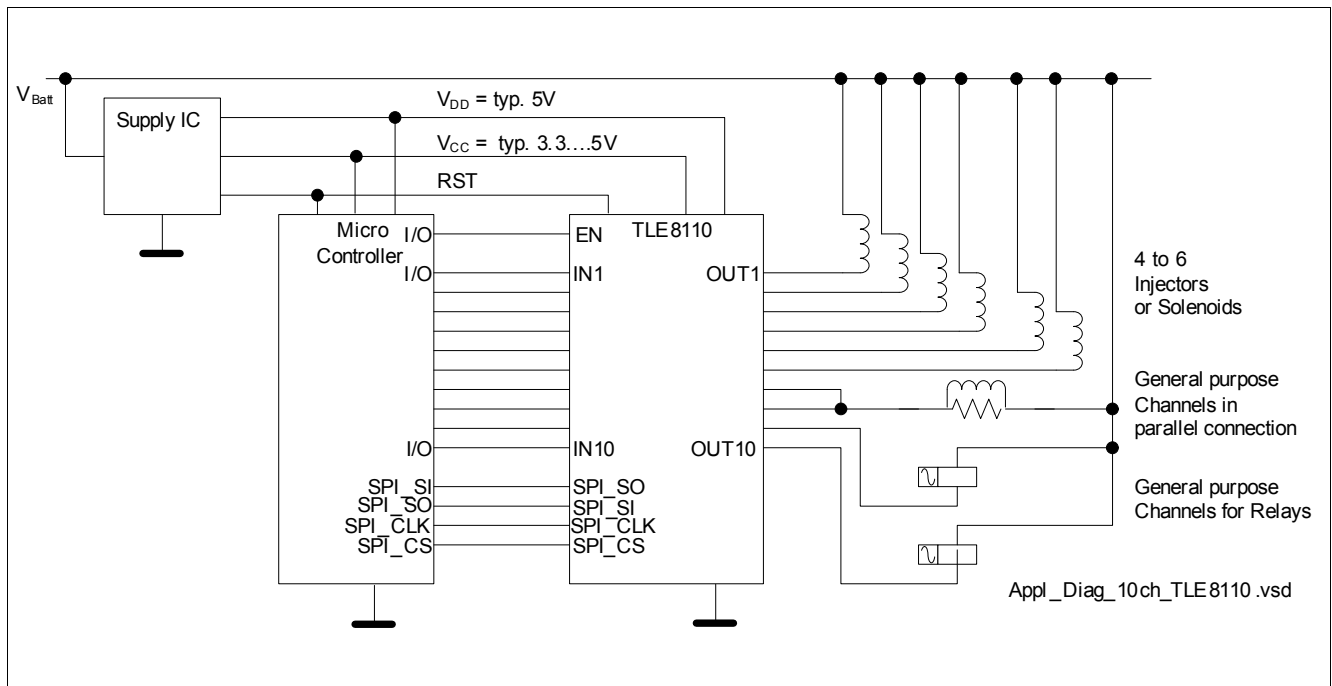 V_Batt
Supply IC
V_DD = typ. 5V
V_CC = typ. 3.3....5V
RST
Micro
Controller
I/O
I/O
I/O
SPI_SI
SPI_SO
SPI_CLK
SPI_CS
TLE8110
EN
IN1
IN10
SPI_SO
SPI_SI
SPI_CLK
SPI_CS
OUT1
OUT10
4 to 6
Injectors
or Solenoids
General purpose
Channels in
parallel connection
General purpose
Channels for Relays
Appl_Diag_10ch_TLE8110.vsd